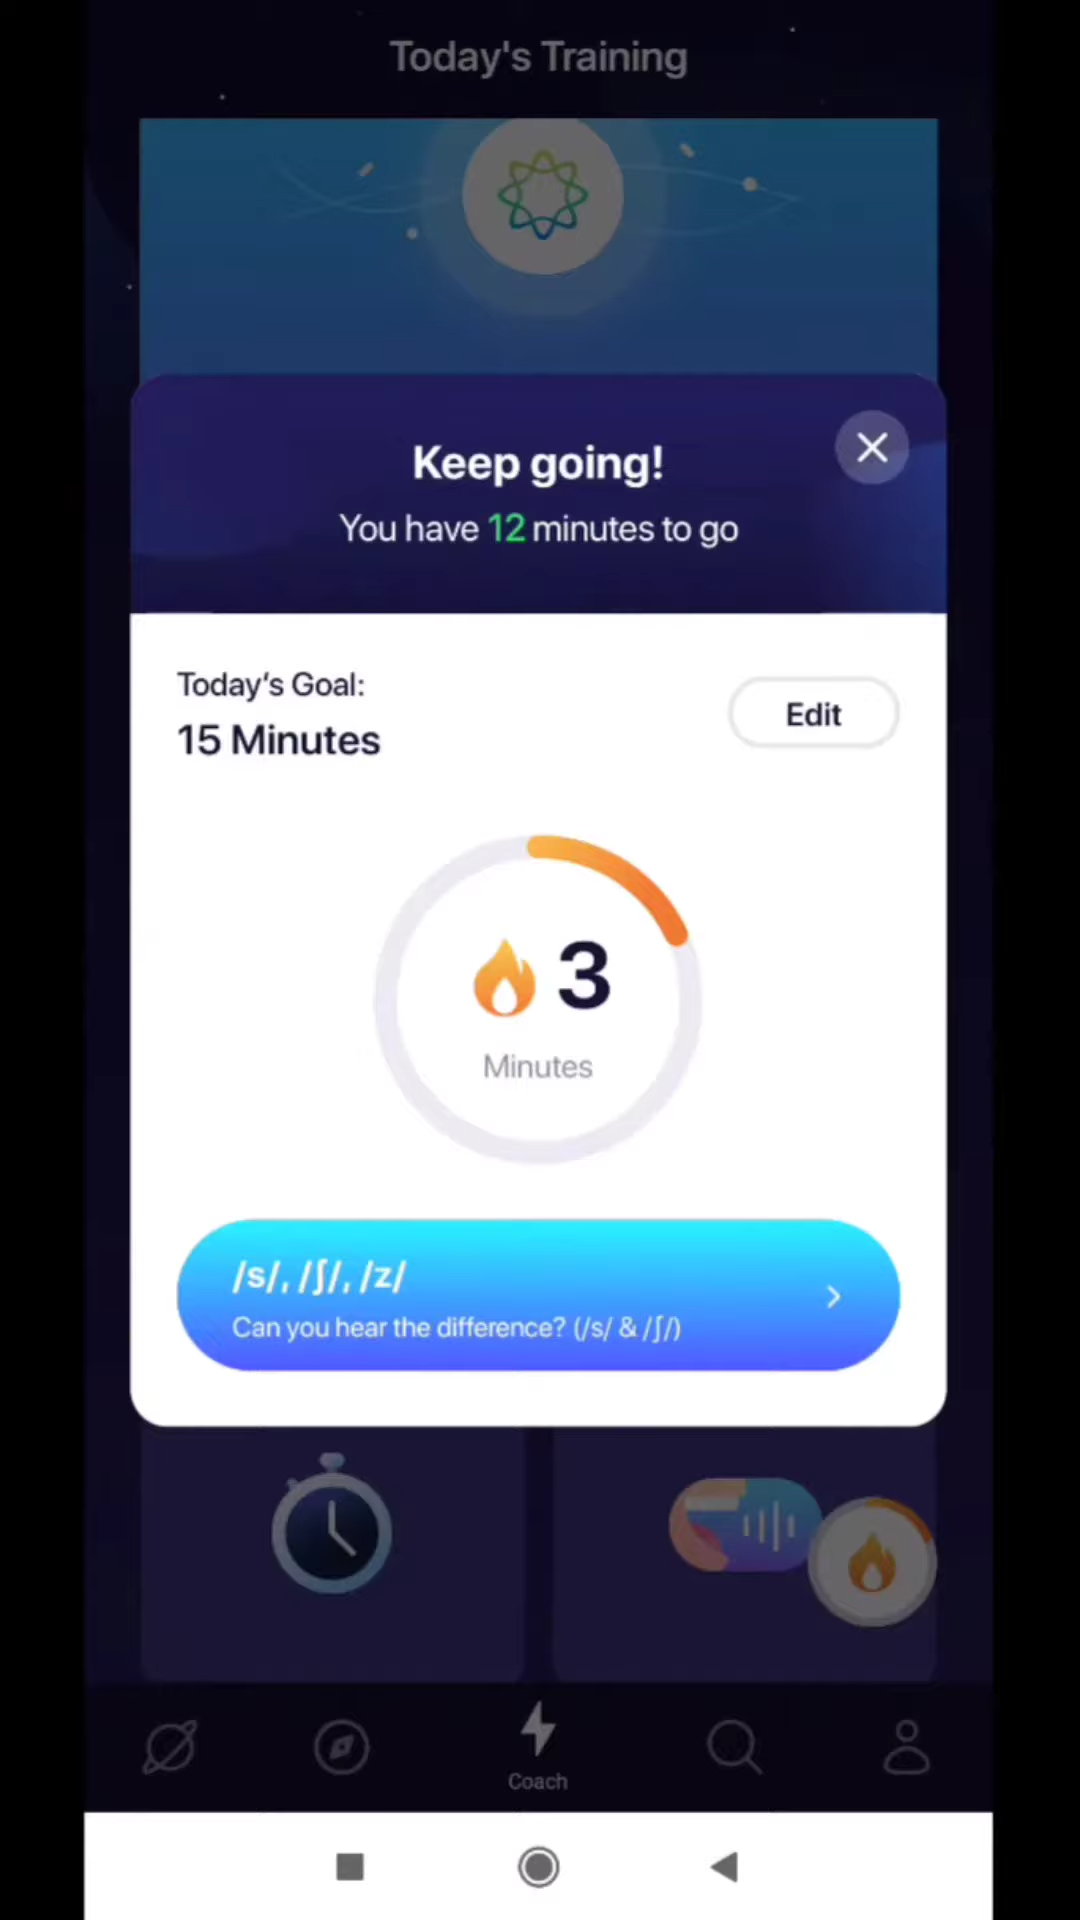 Today's Training
Keep going!
You have 12 minutes to go
Today's Goal:
15 Minutes
Edit
3
Minutes
/s/, /ʃ/, /z/
Can you hear the difference? (/s/ & /ʃ/)
Coach